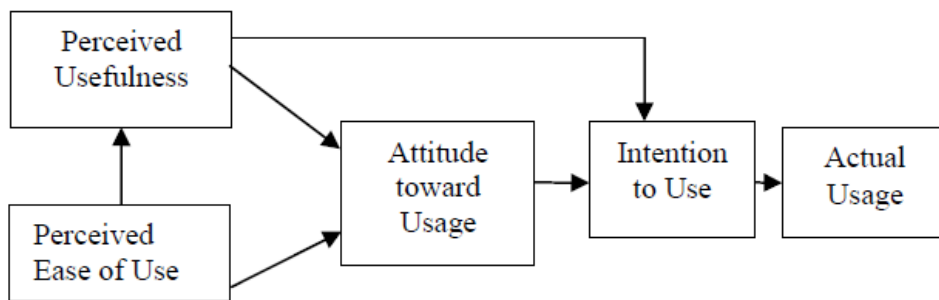 Perceived
Usefulness
Perceived
Ease of Use
Attitude
toward
Usage
Intention
to Use
Actual
Usage